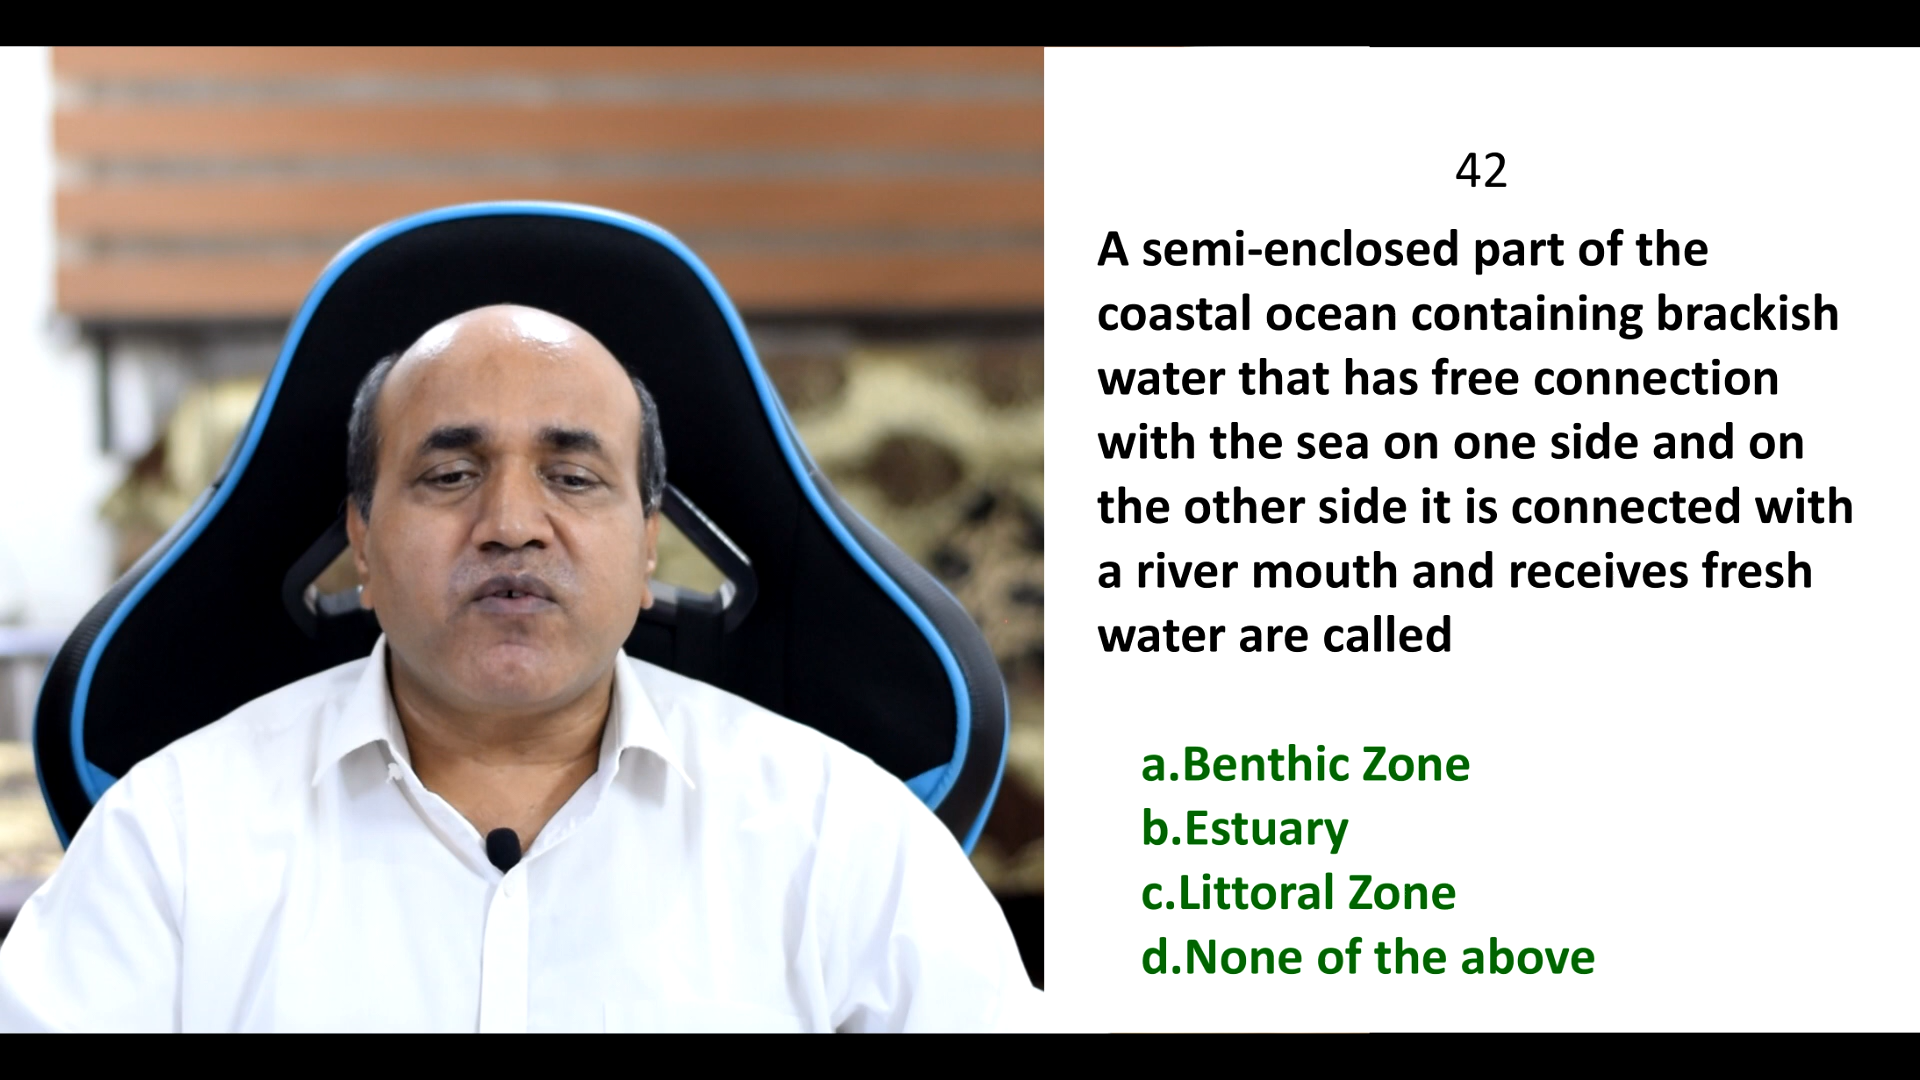 42
A semi-enclosed part of the
coastal ocean containing brackish
water that has free connection
with the sea on one side and on
the other side it is connected with
a river mouth and receives fresh
water are called
a.Benthic Zone
b.Estuary
c.Littoral Zone
d.None of the above